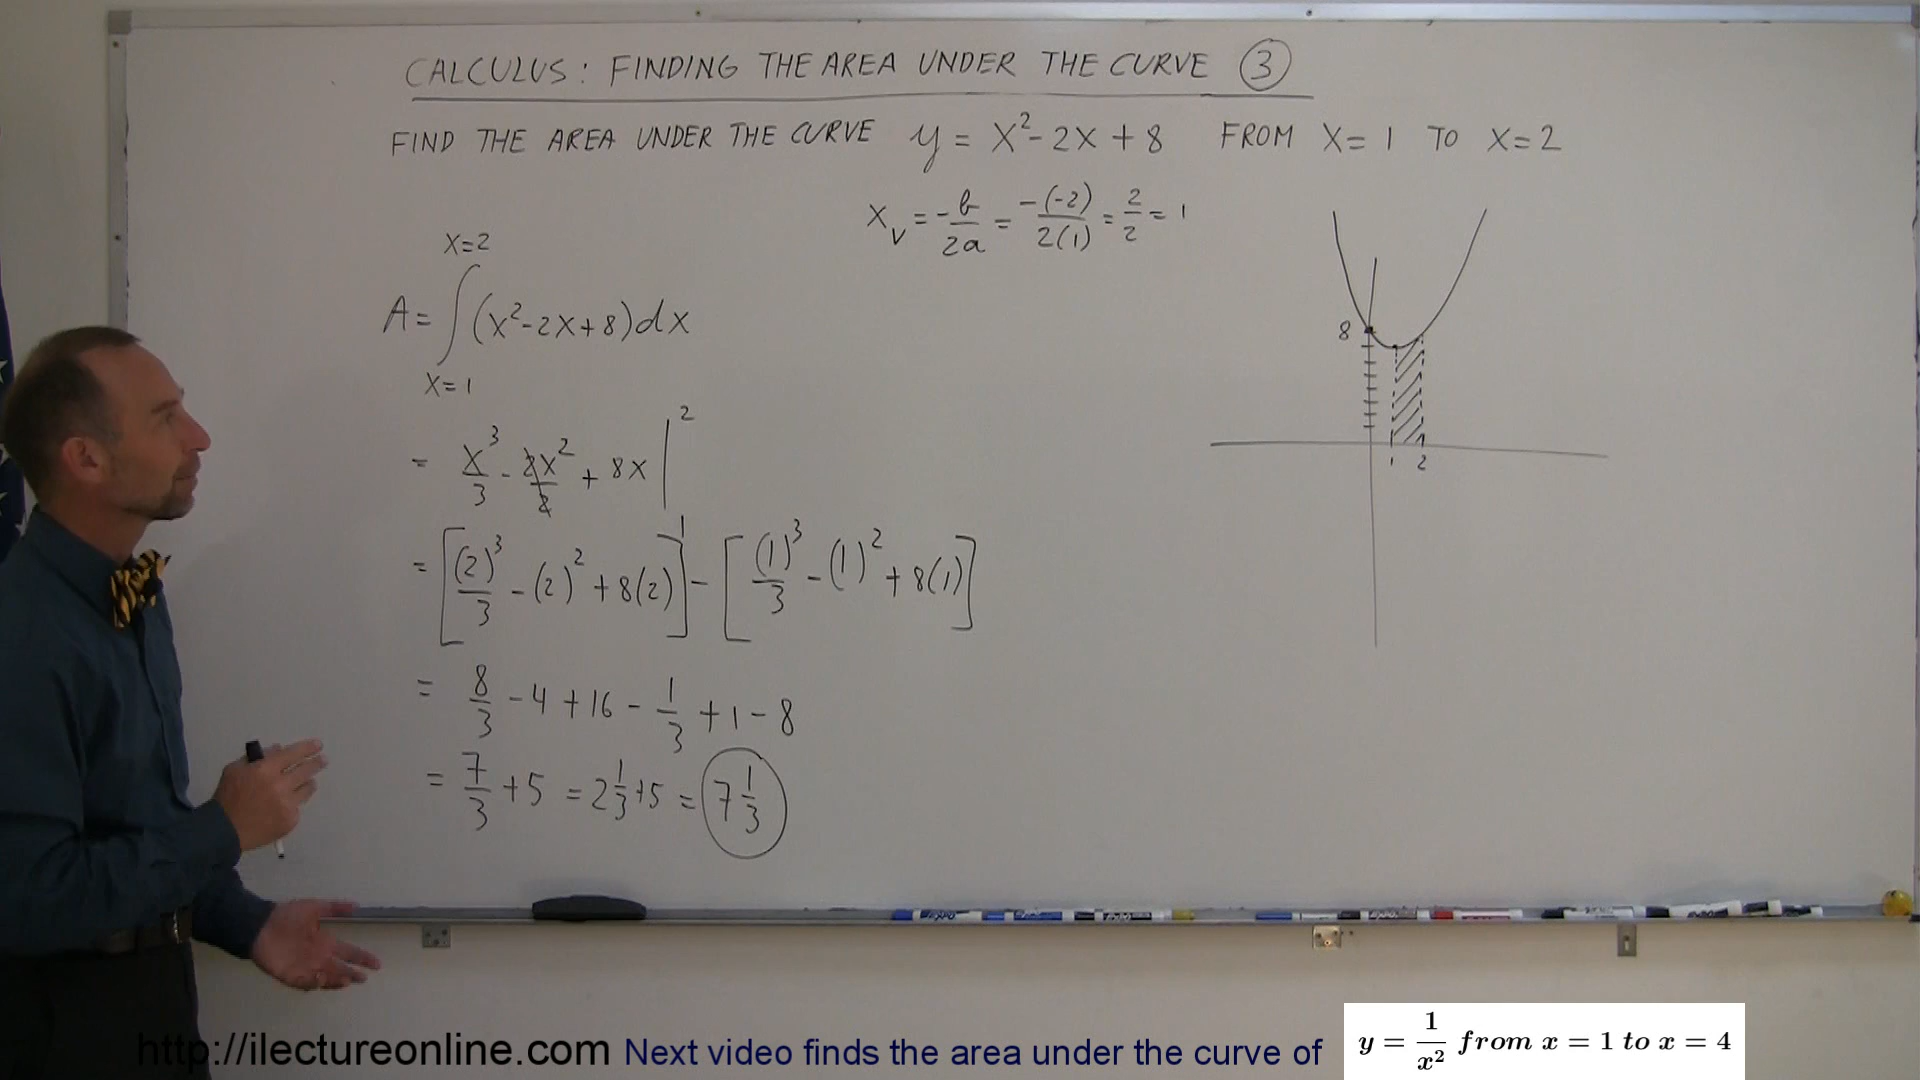 CALCULUS: FINDING THE AREA UNDER THE CURVE ③
FIND THE AREA UNDER THE CURVE y = x²-2x+8 FROM X=1 TO X=2
x_v = -b/2a = -(-2)/2(1) = 2/2 = 1
X=2
A = ∫ (x²-2x+8)dx
X=1
= x³/3 - 2x²/2 + 8x |₁²
= [(2)³/3 - (2)² + 8(2)] - [(1)³/3 - (1)² + 8(1)]
= 8/3 - 4 + 16 - 1/3 + 1 - 8
= 7/3 + 5 = 2 1/3 + 5 = 7 1/3
8
1 2
http://ilectureonline.com Next video finds the area under the curve of y = 1/x² from x = 1 to x = 4